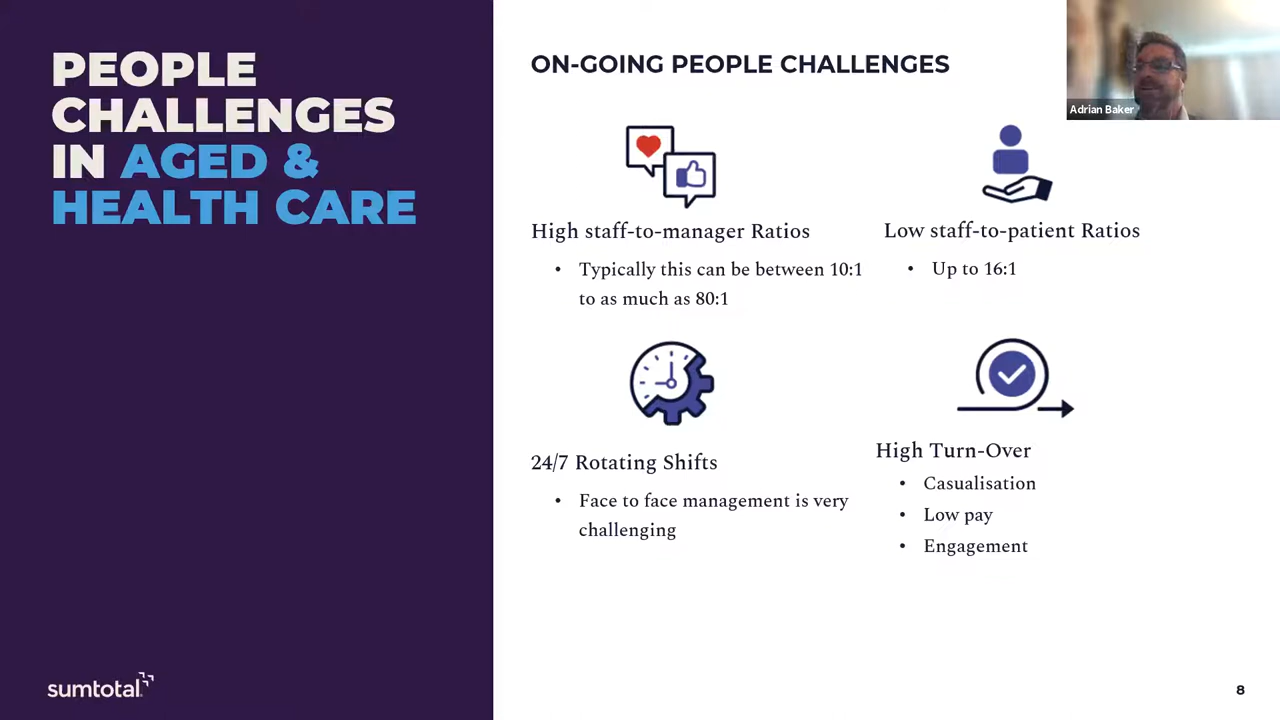 PEOPLE
CHALLENGES
IN AGED &
HEALTH CARE
ON-GOING PEOPLE CHALLENGES
Adrian Baker
High staff-to-manager Ratios
• Typically this can be between 10:1
to as much as 80:1
Low staff-to-patient Ratios
• Up to 16:1
24/7 Rotating Shifts
• Face to face management is very
challenging
High Turn-Over
• Casualisation
• Low pay
• Engagement
sumtotal
8